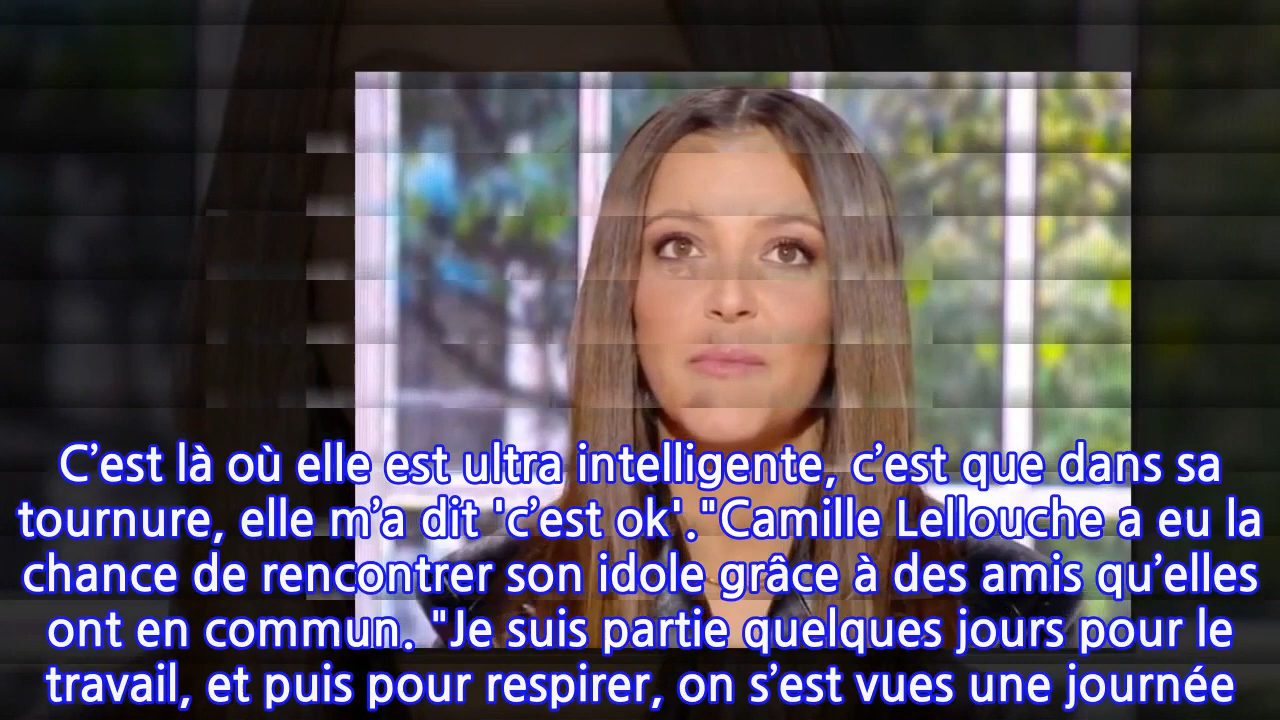 C’est là où elle est ultra intelligente, c’est que dans sa
tournure, elle m’a dit 'c’est ok'."Camille Lellouche a eu la
chance de rencontrer son idole grâce à des amis qu’elles
ont en commun. "Je suis partie quelques jours pour le
travail, et puis pour respirer, on s’est vues une journée